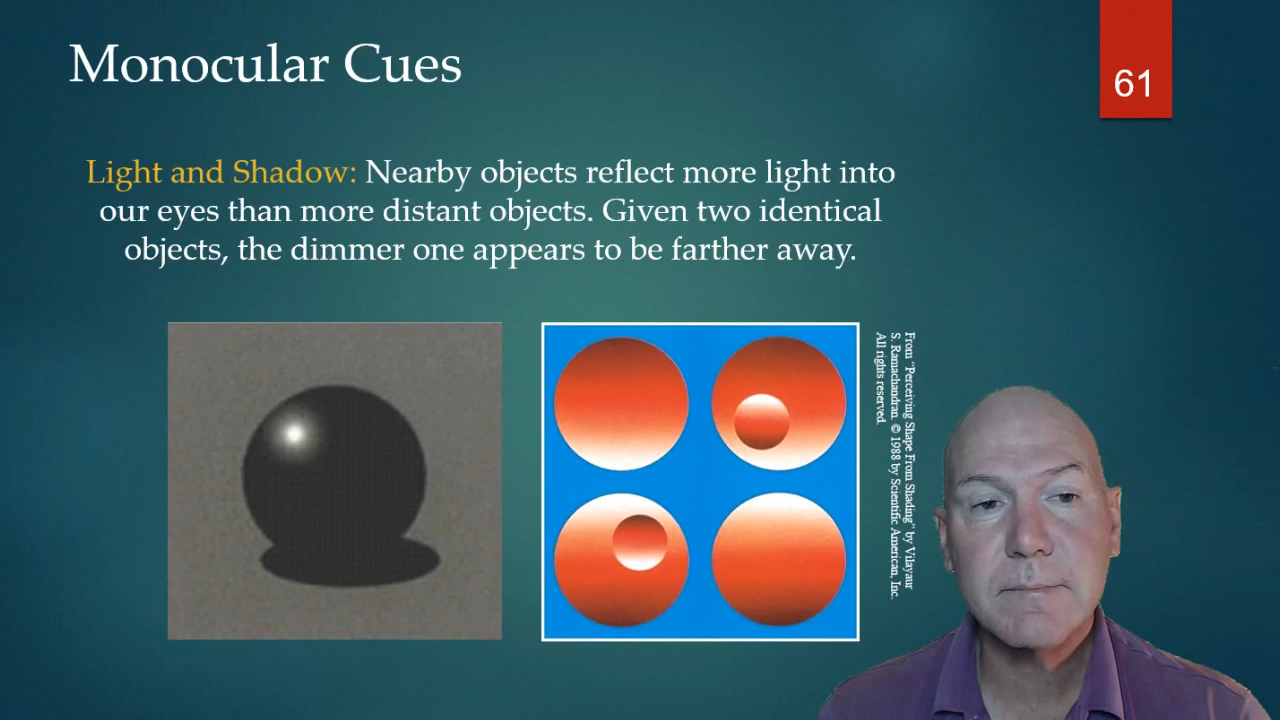 Monocular Cues
61
Light and Shadow: Nearby objects reflect more light into
our eyes than more distant objects. Given two identical
objects, the dimmer one appears to be farther away.
From "Perceiving Shape From Shading" by Vilayaur
S. Ramachandran. © 1988 by Scientific American, Inc.
All rights reserved.